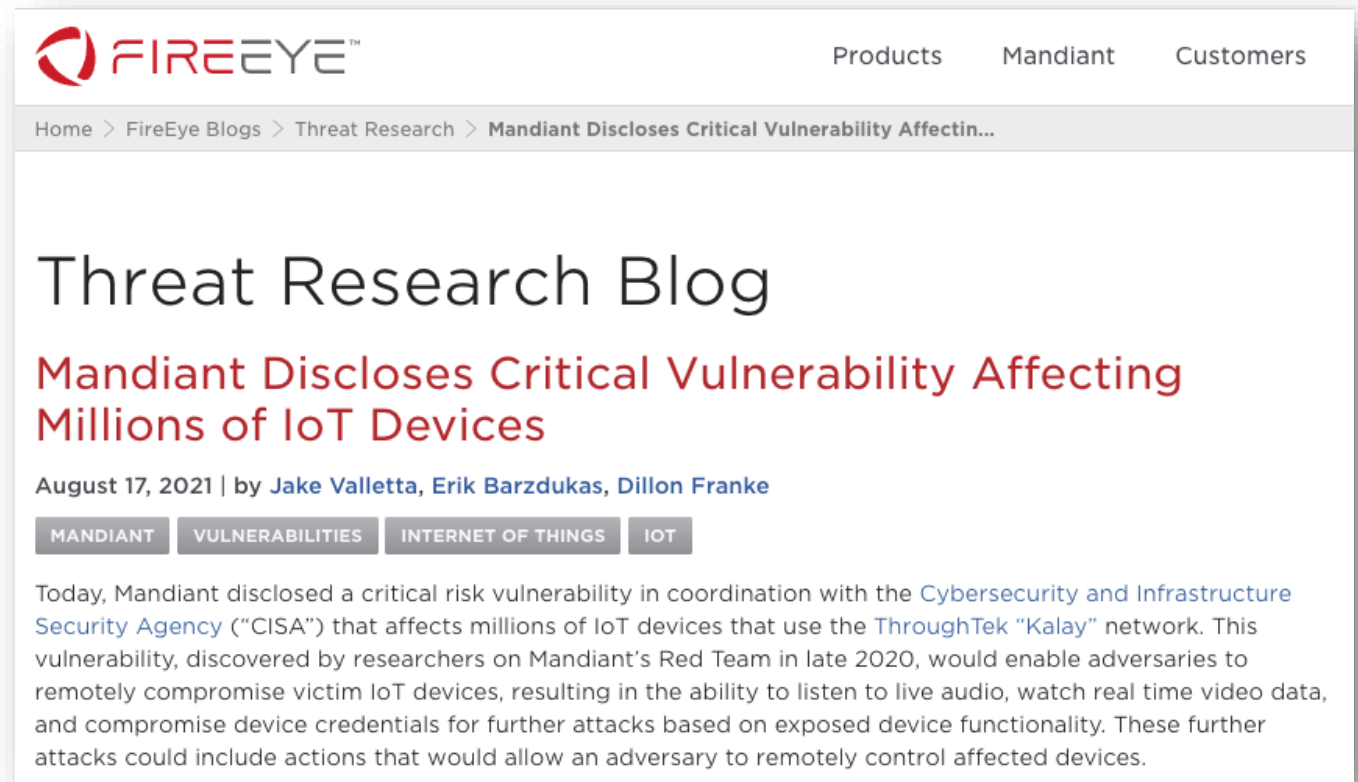 FIREEYE™
Products Mandiant Customers
Home > FireEye Blogs > Threat Research > Mandiant Discloses Critical Vulnerability Affectin...
Threat Research Blog
Mandiant Discloses Critical Vulnerability Affecting
Millions of IoT Devices
August 17, 2021 | by Jake Valletta, Erik Barzdukas, Dillon Franke
MANDIANT VULNERABILITIES INTERNET OF THINGS IOT
Today, Mandiant disclosed a critical risk vulnerability in coordination with the Cybersecurity and Infrastructure
Security Agency (“CISA”) that affects millions of IoT devices that use the ThroughTek “Kalay” network. This
vulnerability, discovered by researchers on Mandiant’s Red Team in late 2020, would enable adversaries to
remotely compromise victim IoT devices, resulting in the ability to listen to live audio, watch real time video data,
and compromise device credentials for further attacks based on exposed device functionality. These further
attacks could include actions that would allow an adversary to remotely control affected devices.